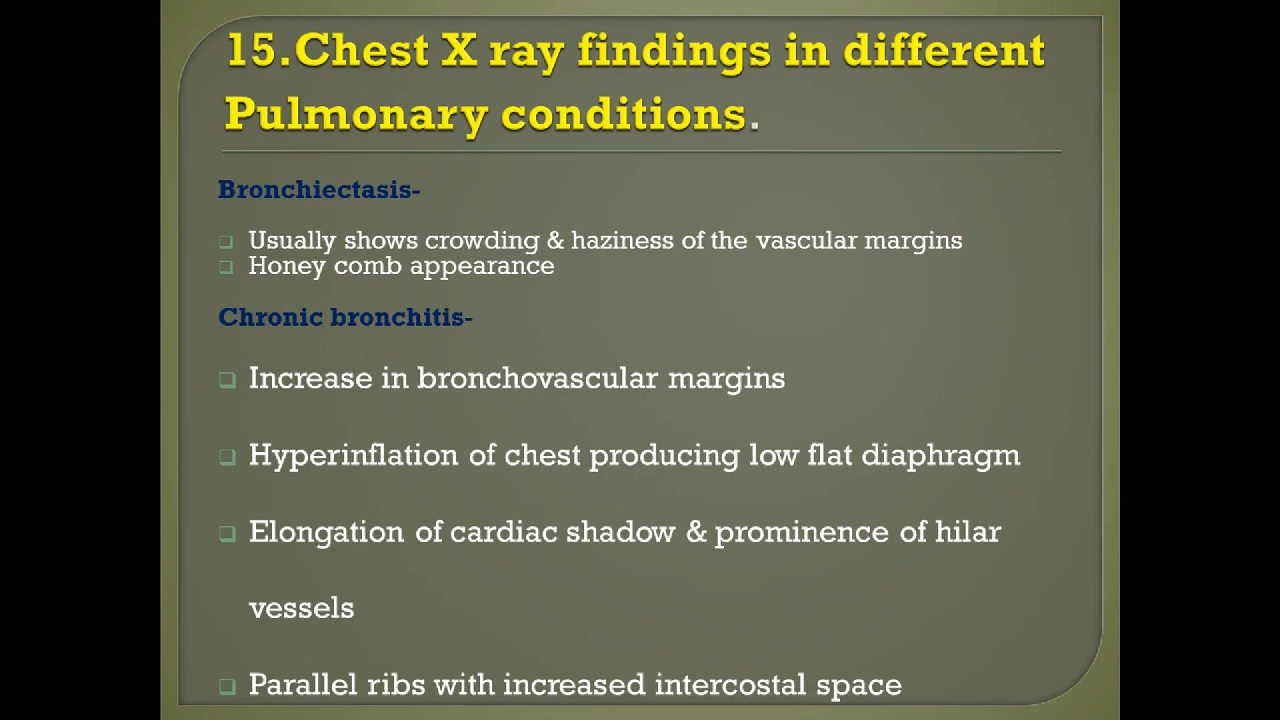 15.Chest X ray findings in different
Pulmonary conditions.
Bronchiectasis-
Usually shows crowding & haziness of the vascular margins
Honey comb appearance
Chronic bronchitis-
Increase in bronchovascular margins
Hyperinflation of chest producing low flat diaphragm
Elongation of cardiac shadow & prominence of hilar
vessels
Parallel ribs with increased intercostal space